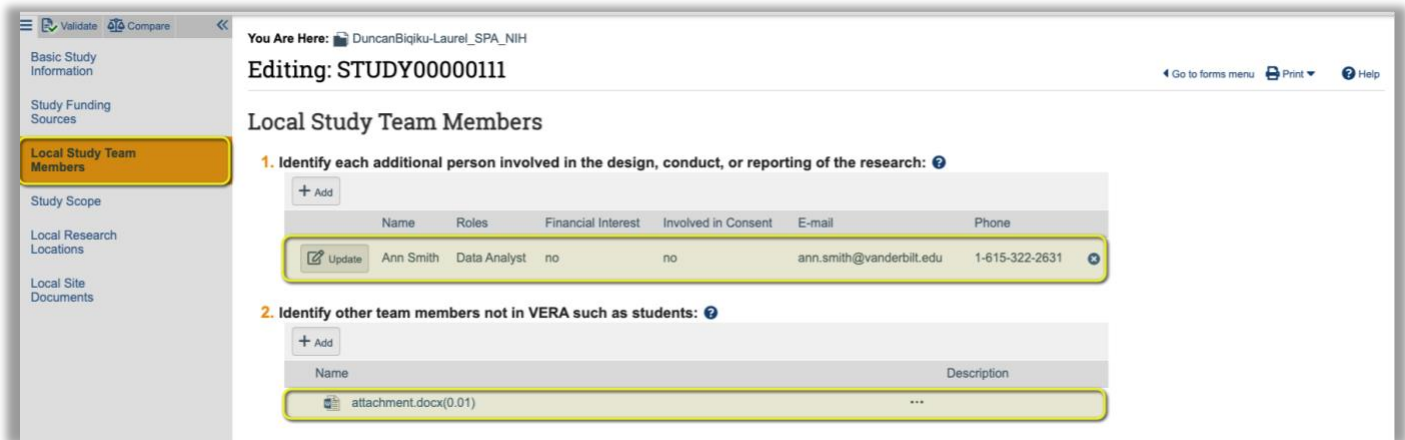 Validate Compare
You Are Here: DuncanBiqiku-Laurel_SPA_NIH
Editing: STUDY00000111
Go to forms menu Print Help
Basic Study
Information
Study Funding
Sources
Local Study Team
Members
Study Scope
Local Research
Locations
Local Site
Documents
Local Study Team Members
1. Identify each additional person involved in the design, conduct, or reporting of the research: ?
+ Add
Name Roles Financial Interest Involved in Consent E-mail Phone
Update Ann Smith Data Analyst no no ann.smith@vanderbilt.edu 1-615-322-2631
2. Identify other team members not in VERA such as students: ?
+ Add
Name Description
attachment.docx(0.01) ...